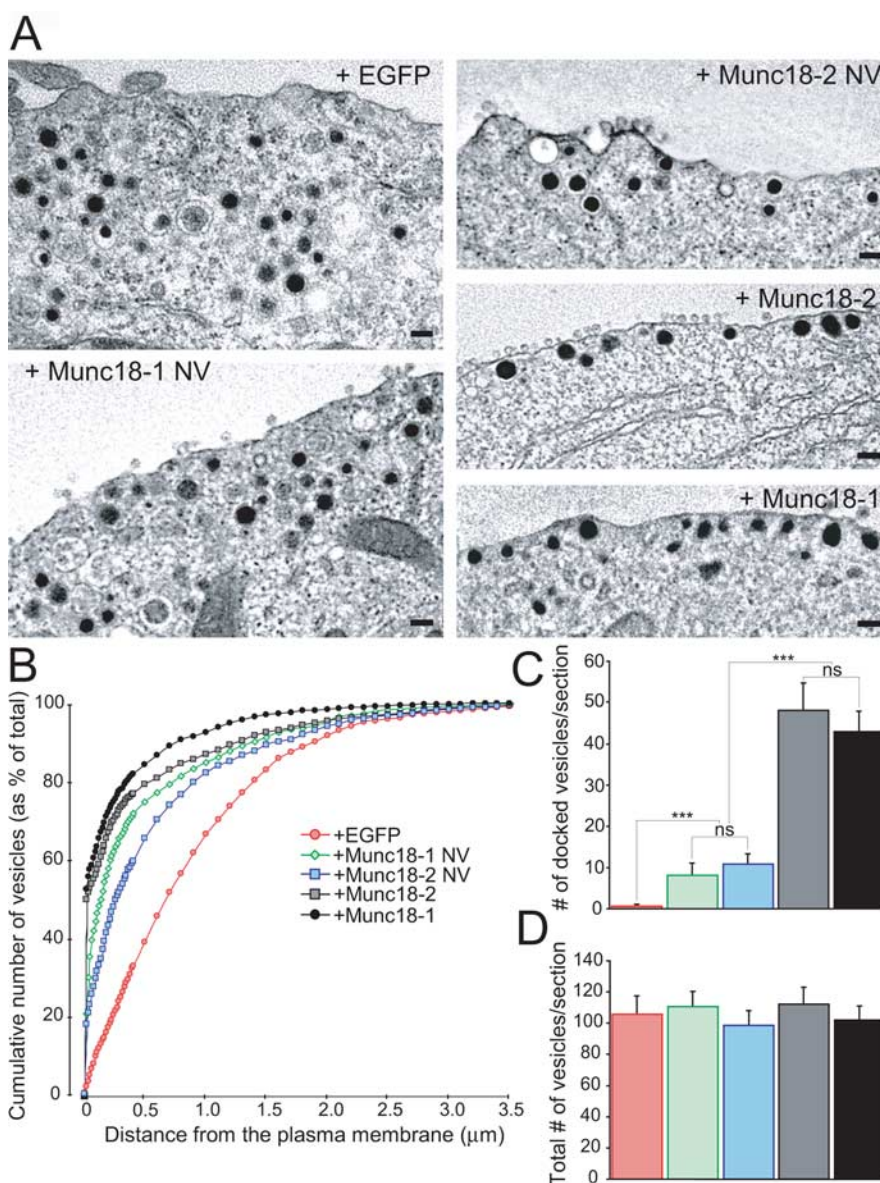 A
+ EGFP
+ Munc18-2 NV
+ Munc18-2
+ Munc18-1 NV
+ Munc18-1
B
Cumulative number of vesicles (as % of total)
100
80
60
40
20
0
0
0.5
1.0
1.5
2.0
2.5
3.0
3.5
Distance from the plasma membrane (μm)
+EGFP
+Munc18-1 NV
+Munc18-2 NV
+Munc18-2
+Munc18-1
C
# of docked vesicles/section
60
50
40
30
20
10
0
***
ns
***
ns
D
Total # of vesicles/section
140
120
100
80
60
40
20
0